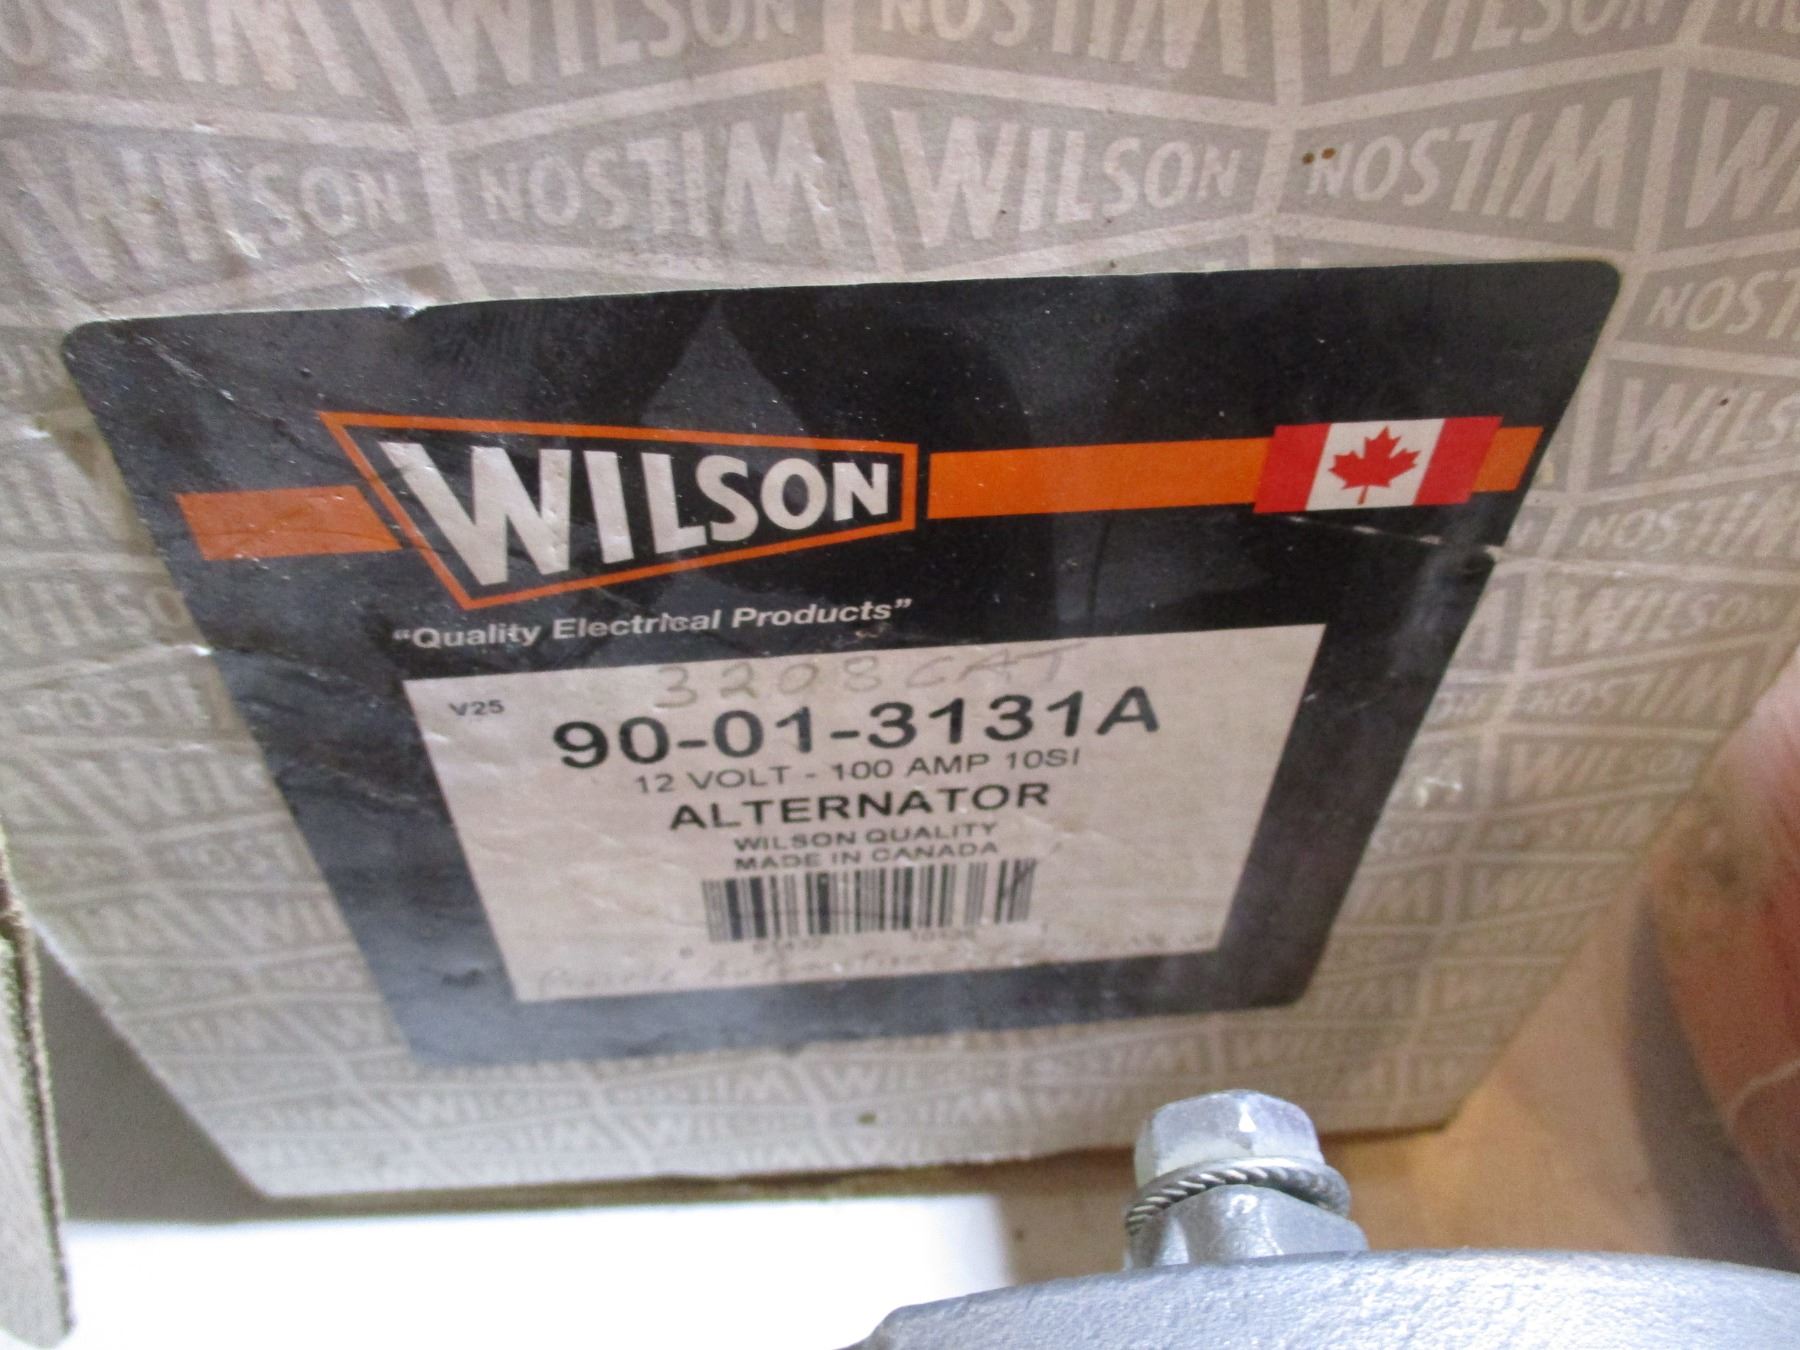 WILSON
"Quality Electrical Products"
3208 CAT
V25
90-01-3131A
12 VOLT - 100 AMP 10SI
ALTERNATOR
WILSON QUALITY
MADE IN CANADA
Automotive